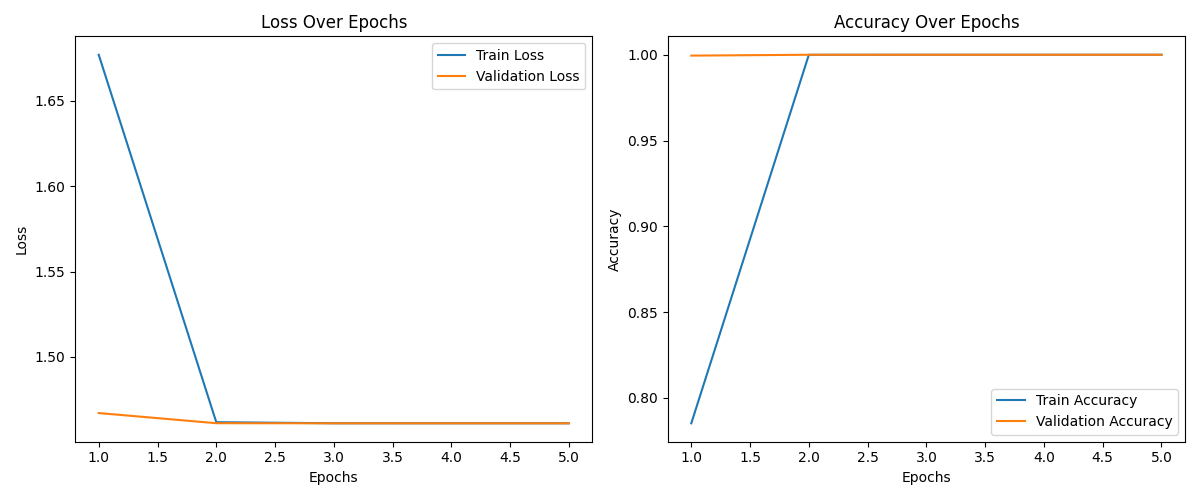 Loss Over Epochs
Train Loss
Validation Loss
1.65
1.60
1.55
1.50
Loss
1.0 1.5 2.0 2.5 3.0 3.5 4.0 4.5 5.0
Epochs
Accuracy Over Epochs
1.00
0.95
0.90
0.85
0.80
Accuracy
Train Accuracy
Validation Accuracy
1.0 1.5 2.0 2.5 3.0 3.5 4.0 4.5 5.0
Epochs